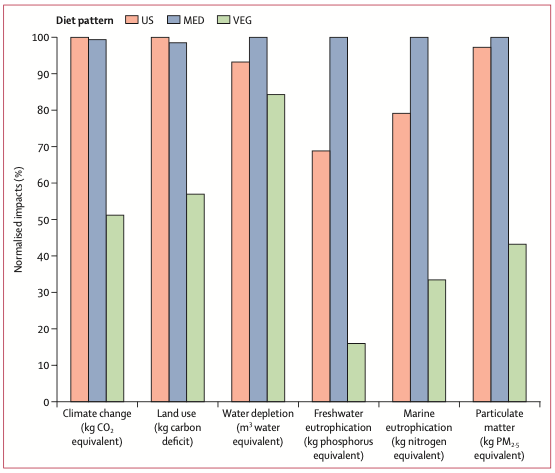 Diet pattern US MED VEG
100
90
80
70
60
50
40
30
20
10
0
Normalised impacts (%)
Climate change
(kg CO₂
equivalent)
Land use
(kg carbon
deficit)
Water depletion
(m³ water
equivalent)
Freshwater
eutrophication
(kg phosphorus
equivalent)
Marine
eutrophication
(kg nitrogen
equivalent)
Particulate
matter
(kg PM₂·₅
equivalent)